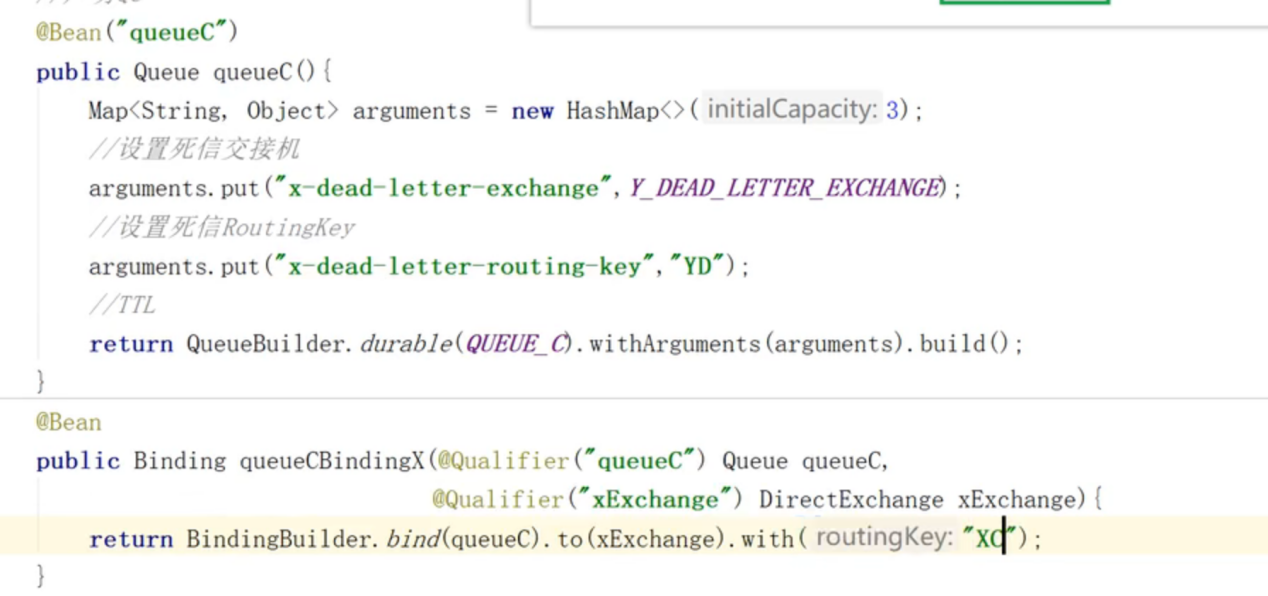 @Bean("queueC")
public Queue queueC(){
Map<String, Object> arguments = new HashMap<>( initialCapacity: 3);
//设置死信交接机
arguments.put("x-dead-letter-exchange",Y_DEAD_LETTER_EXCHANGE);
//设置死信RoutingKey
arguments.put("x-dead-letter-routing-key","YD");
//TTL
return QueueBuilder.durable(QUEUE_C).withArguments(arguments).build();
}
@Bean
public Binding queueCBindingX(@Qualifier("queueC") Queue queueC,
@Qualifier("xExchange") DirectExchange xExchange){
return BindingBuilder.bind(queueC).to(xExchange).with( routingKey: "XC");
}